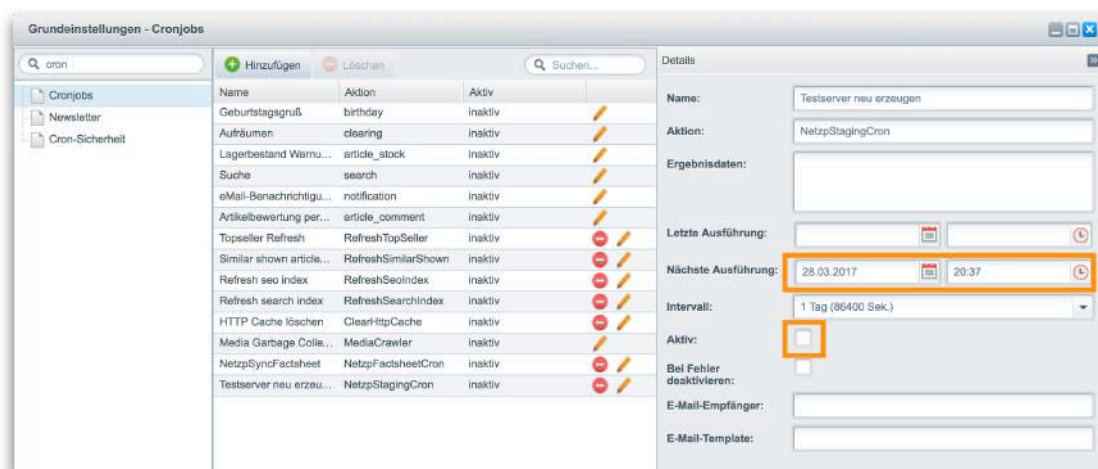 Grundeinstellungen - Cronjobs
cron
Cronjobs
Newsletter
Cron-Sicherheit
Hinzufügen Löschen Suchen...
Name Aktion Aktiv
Geburtstagsgruß birthday inaktiv
Aufräumen clearing inaktiv
Lagerbestand Warnu... article_stock inaktiv
Suche search inaktiv
eMail-Benachrichtigu... notification inaktiv
Artikelbewertung per... article_comment inaktiv
Topseller Refresh RefreshTopSeller inaktiv
Similar shown article... RefreshSimilarShown inaktiv
Refresh seo index RefreshSeoIndex inaktiv
Refresh search index RefreshSearchIndex inaktiv
HTTP Cache löschen ClearHttpCache inaktiv
Media Garbage Colle... MediaCrawler inaktiv
NetzpSyncFactsheet NetzpFactsheetCron inaktiv
Testserver neu erzeu... NetzpStagingCron inaktiv
Details
Name: Testserver neu erzeugen
Aktion: NetzpStagingCron
Ergebnisdaten:
Letzte Ausführung:
Nächste Ausführung: 28.03.2017 20:37
Intervall: 1 Tag (86400 Sek.)
Aktiv:
Bei Fehler
deaktivieren:
E-Mail-Empfänger:
E-Mail-Template: